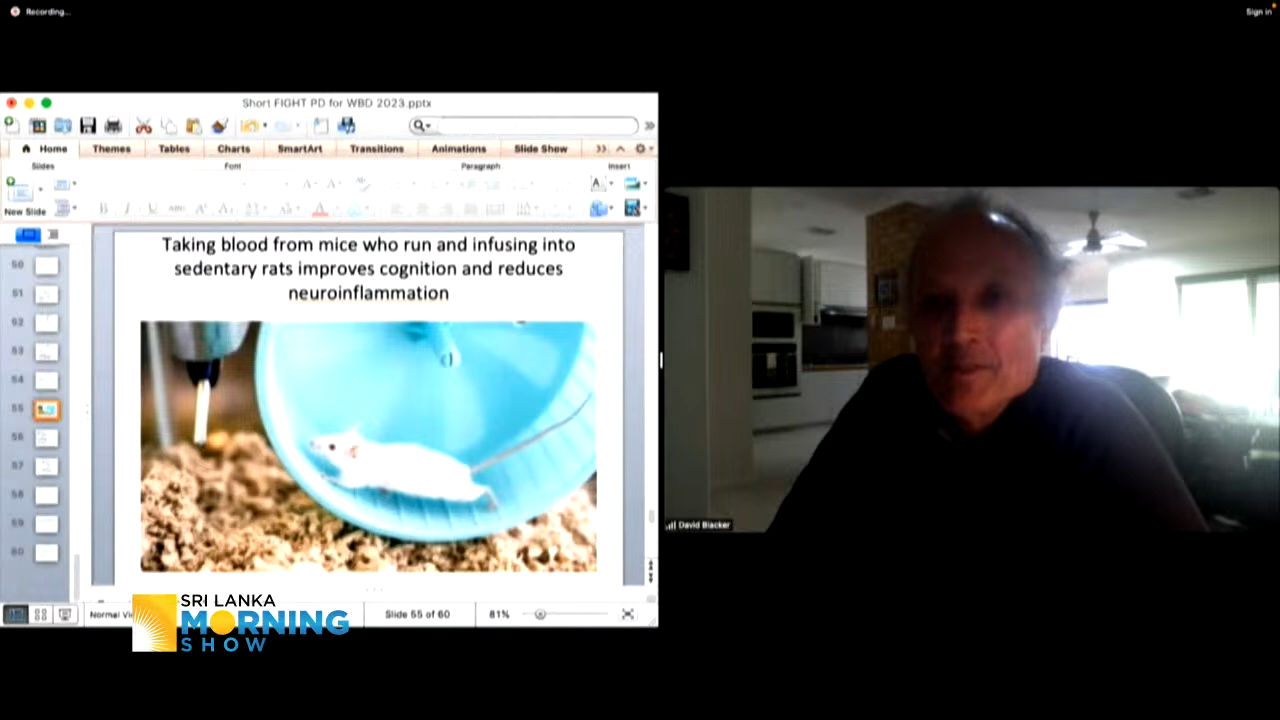 Recording...
Sign in
Short FIGHT PD for WBD 2023.pptx
Home Themes Tables Charts SmartArt Transitions Animations Slide Show
Slides Font Paragraph Insert
New Slide
Taking blood from mice who run and infusing into
sedentary rats improves cognition and reduces
neuroinflammation
50
51
52
53
54
55
56
57
58
59
60
David Blacker
Normal Slide 55 of 60 81%
SRI LANKA
MORNING
SHOW